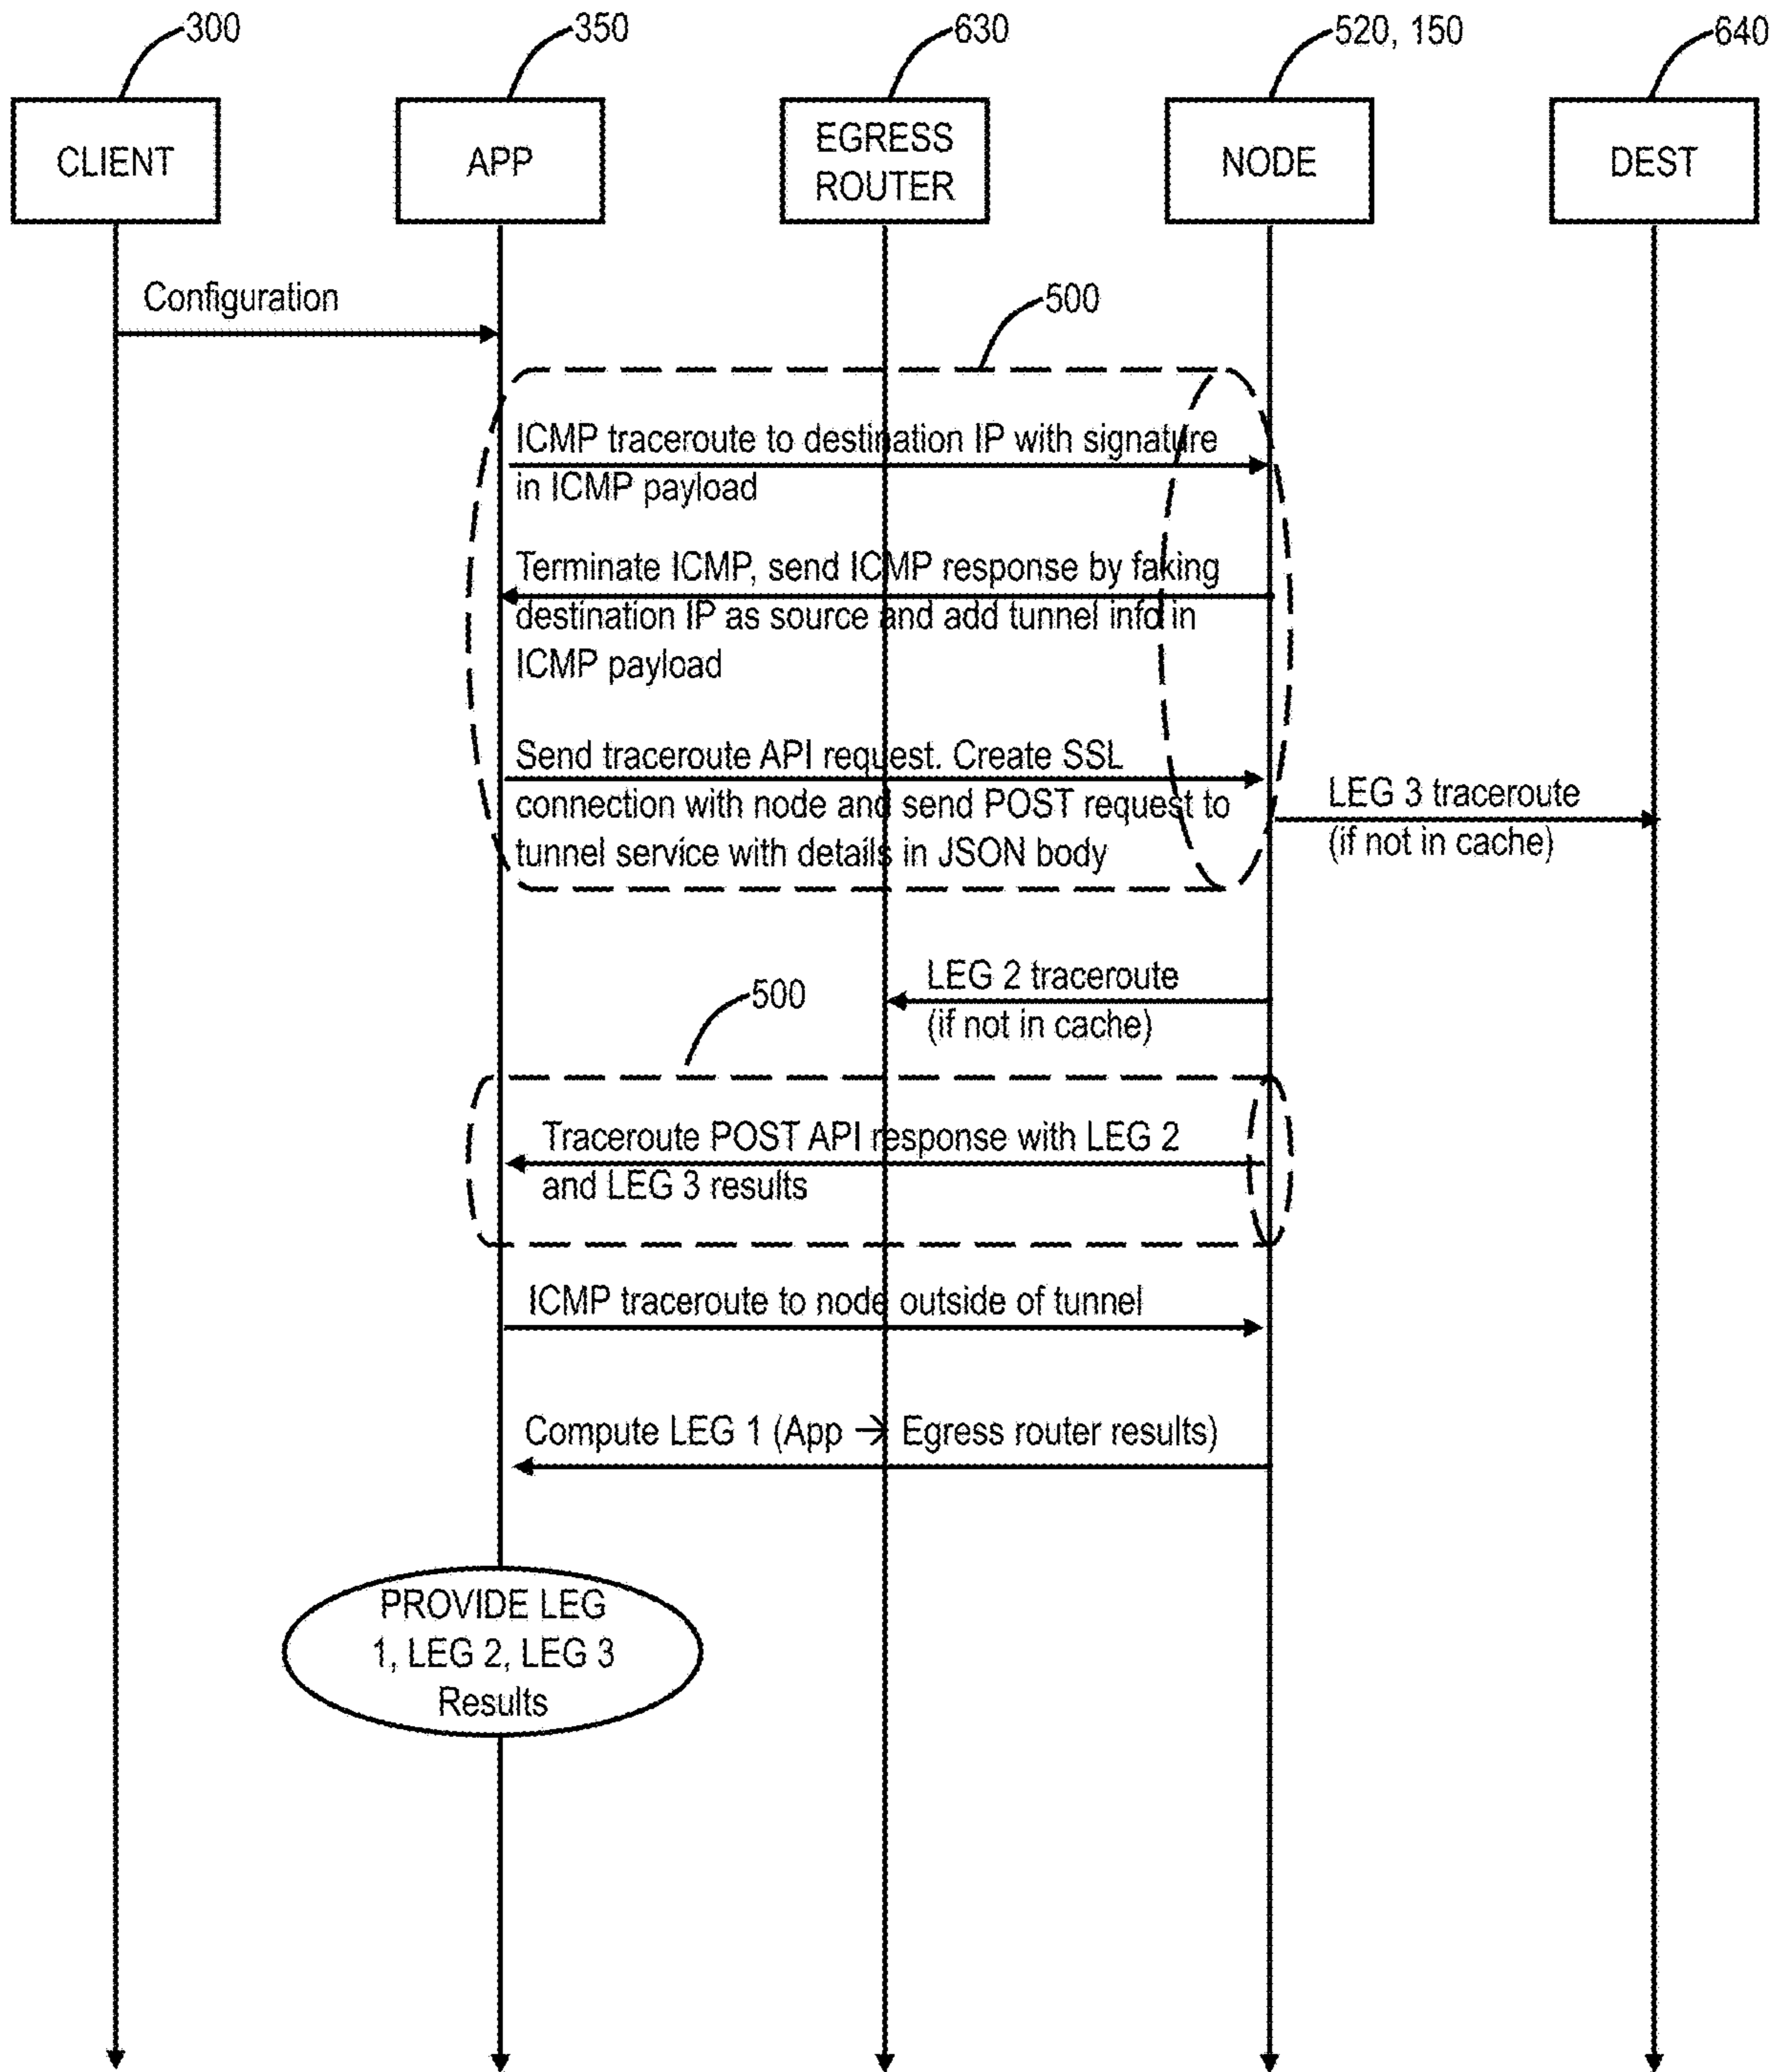 300
350
630
520, 150
640
CLIENT
APP
EGRESS
ROUTER
NODE
DEST
Configuration
500
ICMP traceroute to destination IP with signature
in ICMP payload
Terminate ICMP, send ICMP response by faking
destination IP as source and add tunnel info in
ICMP payload
Send traceroute API request. Create SSL
connection with node and send POST request to
tunnel service with details in JSON body
LEG 3 traceroute
(if not in cache)
LEG 2 traceroute
(if not in cache)
500
Traceroute POST API response with LEG 2
and LEG 3 results
ICMP traceroute to node outside of tunnel
Compute LEG 1 (App → Egress router results)
PROVIDE LEG
1, LEG 2, LEG 3
Results